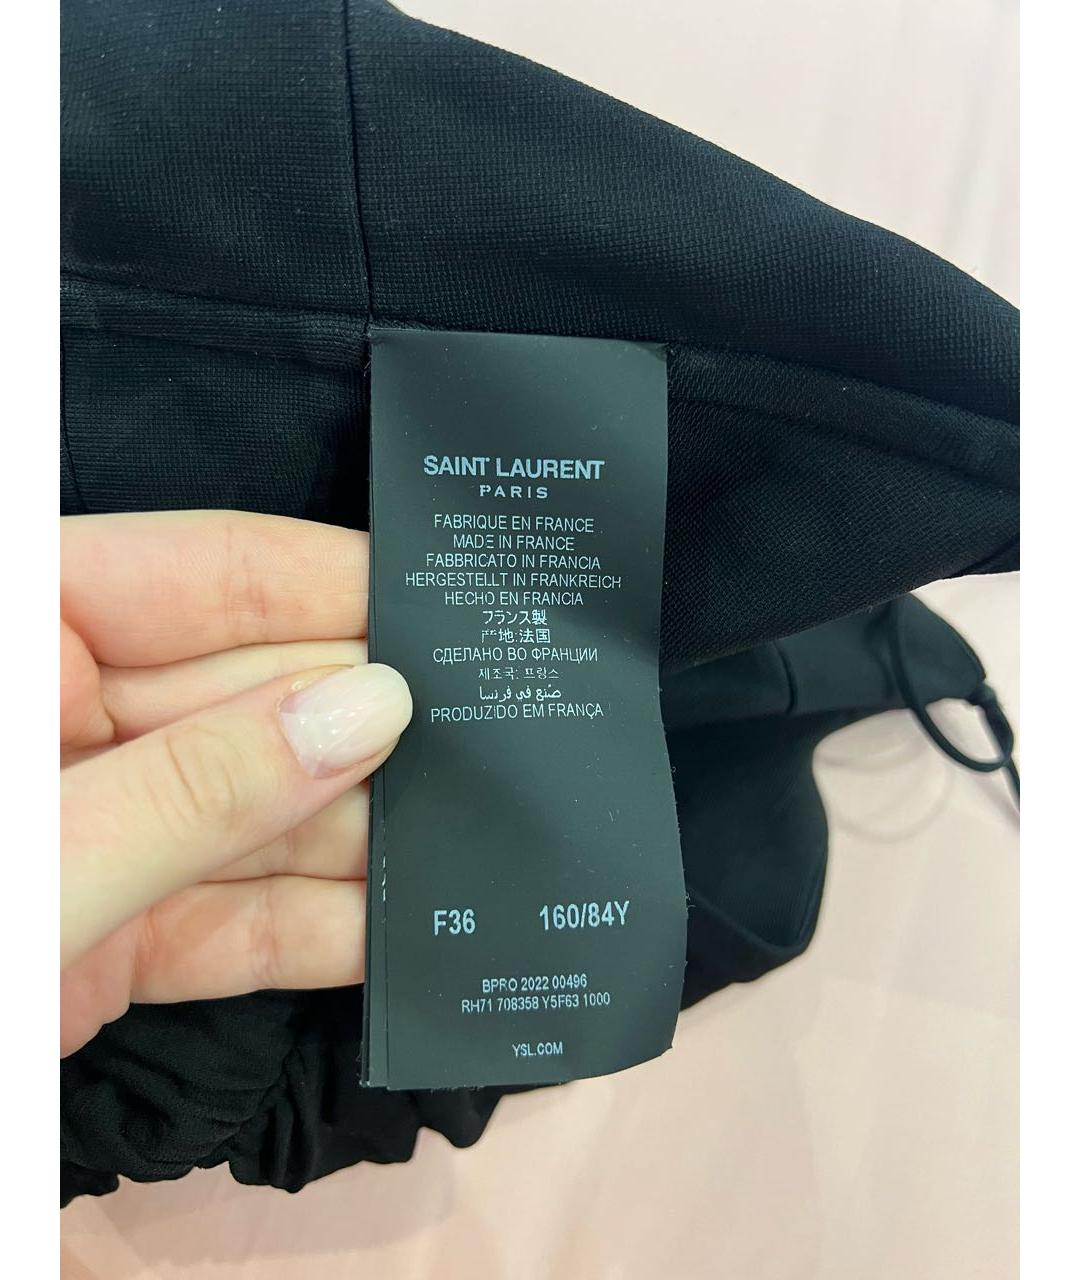 SAINT LAURENT
PARIS
FABRIQUE EN FRANCE
MADE IN FRANCE
FABBRICATO IN FRANCIA
HERGESTELLT IN FRANKREICH
HECHO EN FRANCIA
フランス製
产地:法国
СДЕЛАНО ВО ФРАНЦИИ
제조국: 프랑스
صنع في فرنسا
PRODUZIDO EM FRANÇA
F36 160/84Y
BPRO 2022 00496
RH71 708358 Y5F63 1000
YSL.COM